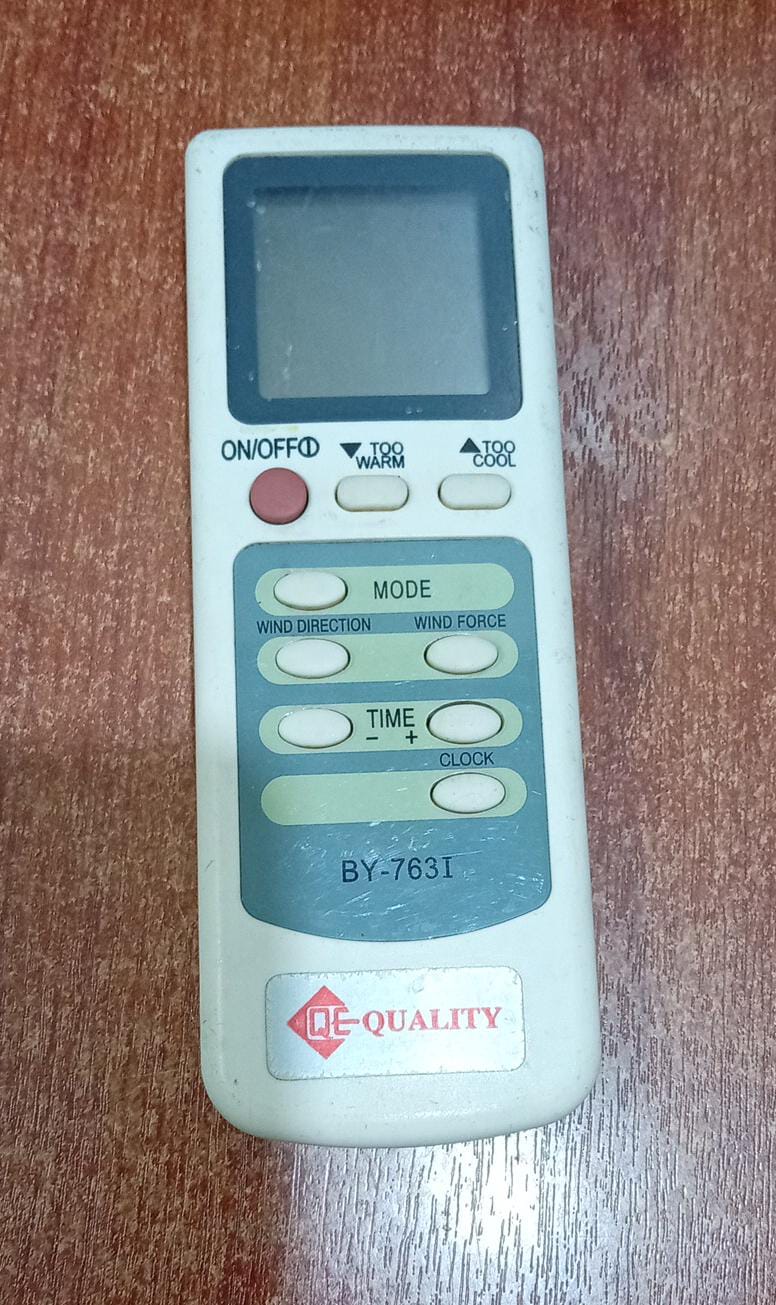 ON/OFF
▼ TOO WARM
▲ TOO COOL
MODE
WIND DIRECTION WIND FORCE
TIME
- +
CLOCK
BY-763I
QE-QUALITY